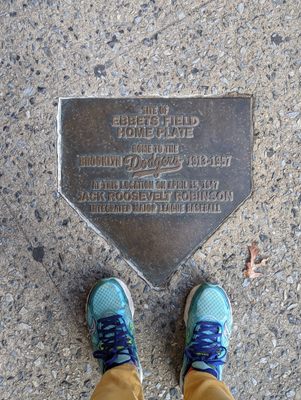 SITE OF
EBBETS FIELD
HOME PLATE
HOME TO THE
BROOKLYN Dodgers 1913-1957
AT THIS LOCATION ON APRIL 15, 1947
JACK ROOSEVELT ROBINSON
INTEGRATED MAJOR LEAGUE BASEBALL